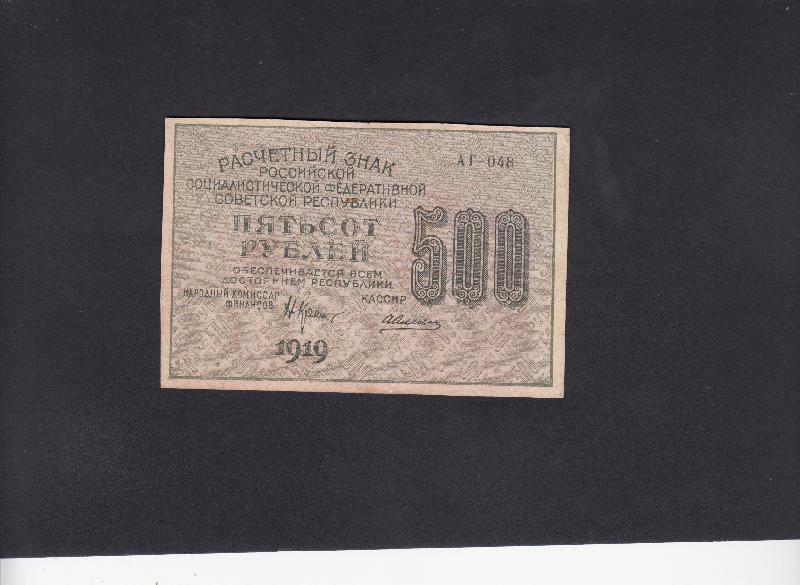 РАСЧЕТНЫЙ ЗНАК
АГ-048
РОССИЙСКОЙ
СОЦИАЛИСТИЧЕСКОЙ ФЕДЕРАТИВНОЙ
СОВЕТСКОЙ РЕСПУБЛИКИ
ПЯТЬСОТ
РУБЛЕЙ
500
ОБЕСПЕЧИВАЕТСЯ ВСЕМ
ДОСТОЯНИЕМ РЕСПУБЛИКИ
НАРОДНЫЙ КОМИССАР
ФИНАНСОВ
КАССИР
1919